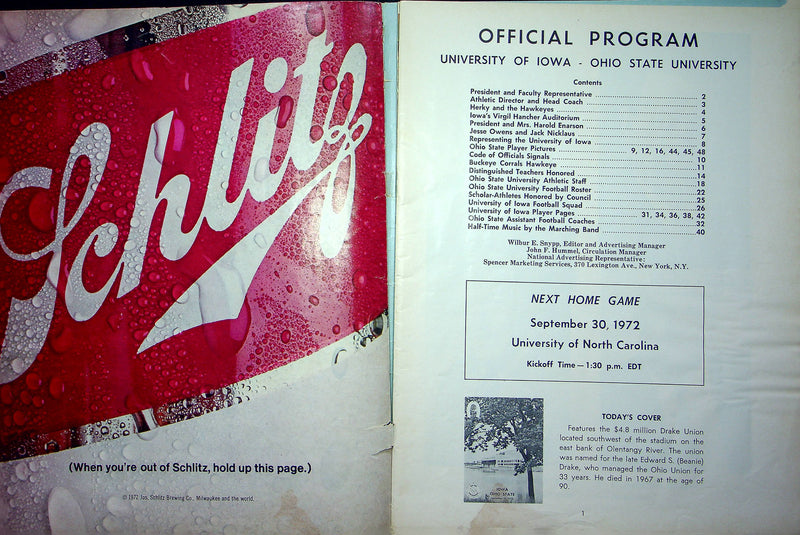 Schlitz
(When you're out of Schlitz, hold up this page.)
© 1972 Jos. Schlitz Brewing Co., Milwaukee and the world.
OFFICIAL PROGRAM
UNIVERSITY OF IOWA - OHIO STATE UNIVERSITY
Contents
President and Faculty Representative 2
Athletic Director and Head Coach 3
Herky and the Hawkeyes 4
Iowa's Virgil Hancher Auditorium 5
President and Mrs. Harold Enarson 6
Jesse Owens and Jack Nicklaus 7
Representing the University of Iowa 8
Ohio State Player Pictures 9, 12, 16, 44, 45, 48
Code of Officials Signals 10
Buckeye Corrals Hawkeye 11
Distinguished Teachers Honored 14
Ohio State University Athletic Staff 18
Ohio State University Football Roster 22
Scholar-Athletes Honored by Council 25
University of Iowa Football Squad 26
University of Iowa Player Pages 31, 34, 36, 38, 42
Ohio State Assistant Football Coaches 32
Half-Time Music by the Marching Band 40
Wilbur E. Snypp, Editor and Advertising Manager
John F. Hummel, Circulation Manager
National Advertising Representative:
Spencer Marketing Services, 370 Lexington Ave., New York, N.Y.
NEXT HOME GAME
September 30, 1972
University of North Carolina
Kickoff Time — 1:30 p.m. EDT
IOWA
OHIO STATE
TODAY'S COVER
Features the $4.8 million Drake Union
located southwest of the stadium on the
east bank of Olentangy River. The union
was named for the late Edward S. (Beanie)
Drake, who managed the Ohio Union for
33 years. He died in 1967 at the age of
90.
1